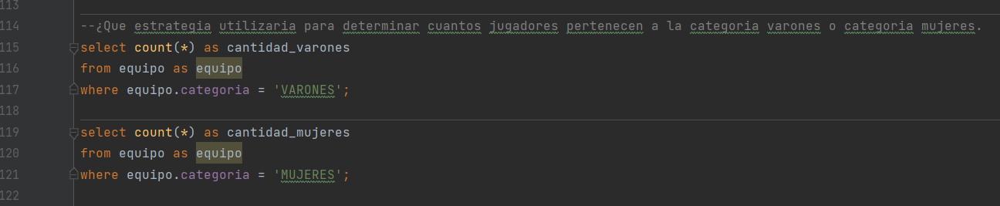 113
114 --¿Que estrategia utilizaria para determinar cuantos jugadores pertenecen a la categoria varones o categoria mujeres.
115 select count(*) as cantidad_varones
116 from equipo as equipo
117 where equipo.categoria = 'VARONES';
118
119 select count(*) as cantidad_mujeres
120 from equipo as equipo
121 where equipo.categoria = 'MUJERES';
122